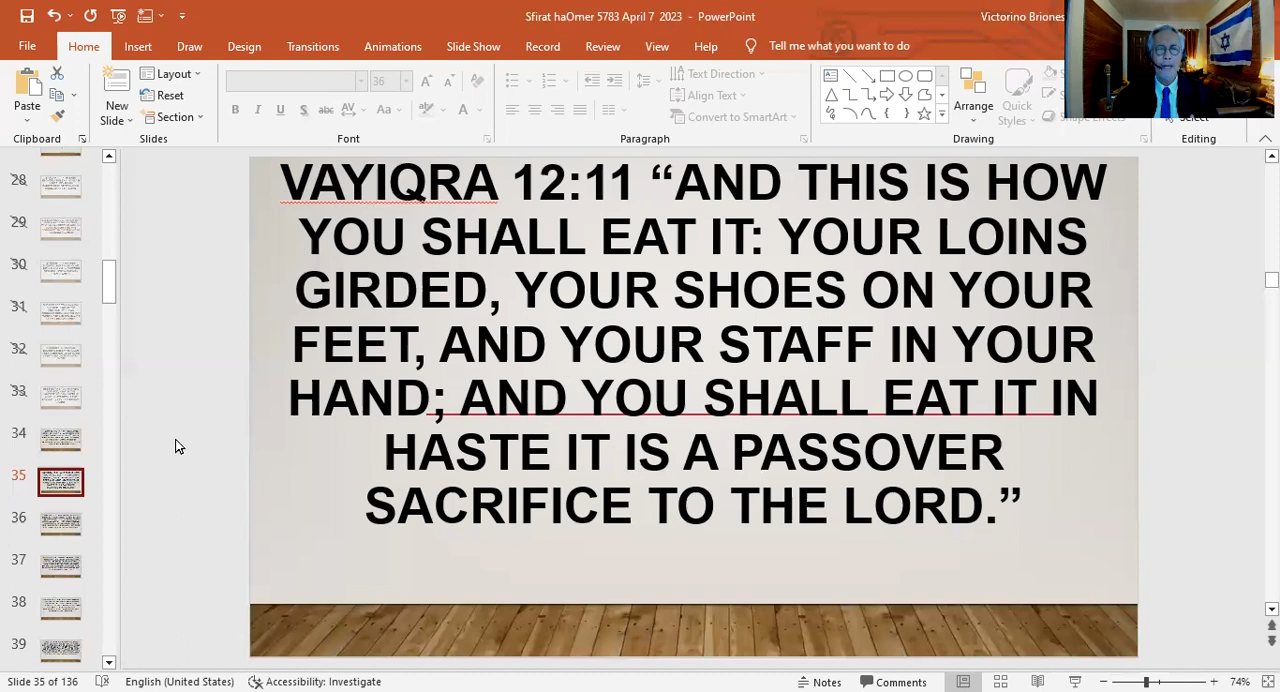 Sfirat haOmer 5783 April 7 2023 - PowerPoint
Victorino Briones
File Home Insert Draw Design Transitions Animations Slide Show Record Review View Help Tell me what you want to do
Paste
Clipboard
New
Slide
Layout
Reset
Section
Slides
36
B I U S abc AV Aa A
Font
Text Direction
Align Text
Convert to SmartArt
Paragraph
Arrange
Quick
Styles
Drawing
Select
Editing
28
29
30
31
32
33
34
35
36
37
38
39
VAYIQRA 12:11 “AND THIS IS HOW
YOU SHALL EAT IT: YOUR LOINS
GIRDED, YOUR SHOES ON YOUR
FEET, AND YOUR STAFF IN YOUR
HAND; AND YOU SHALL EAT IT IN
HASTE IT IS A PASSOVER
SACRIFICE TO THE LORD.”
Slide 35 of 136 English (United States) Accessibility: Investigate Notes Comments 74%